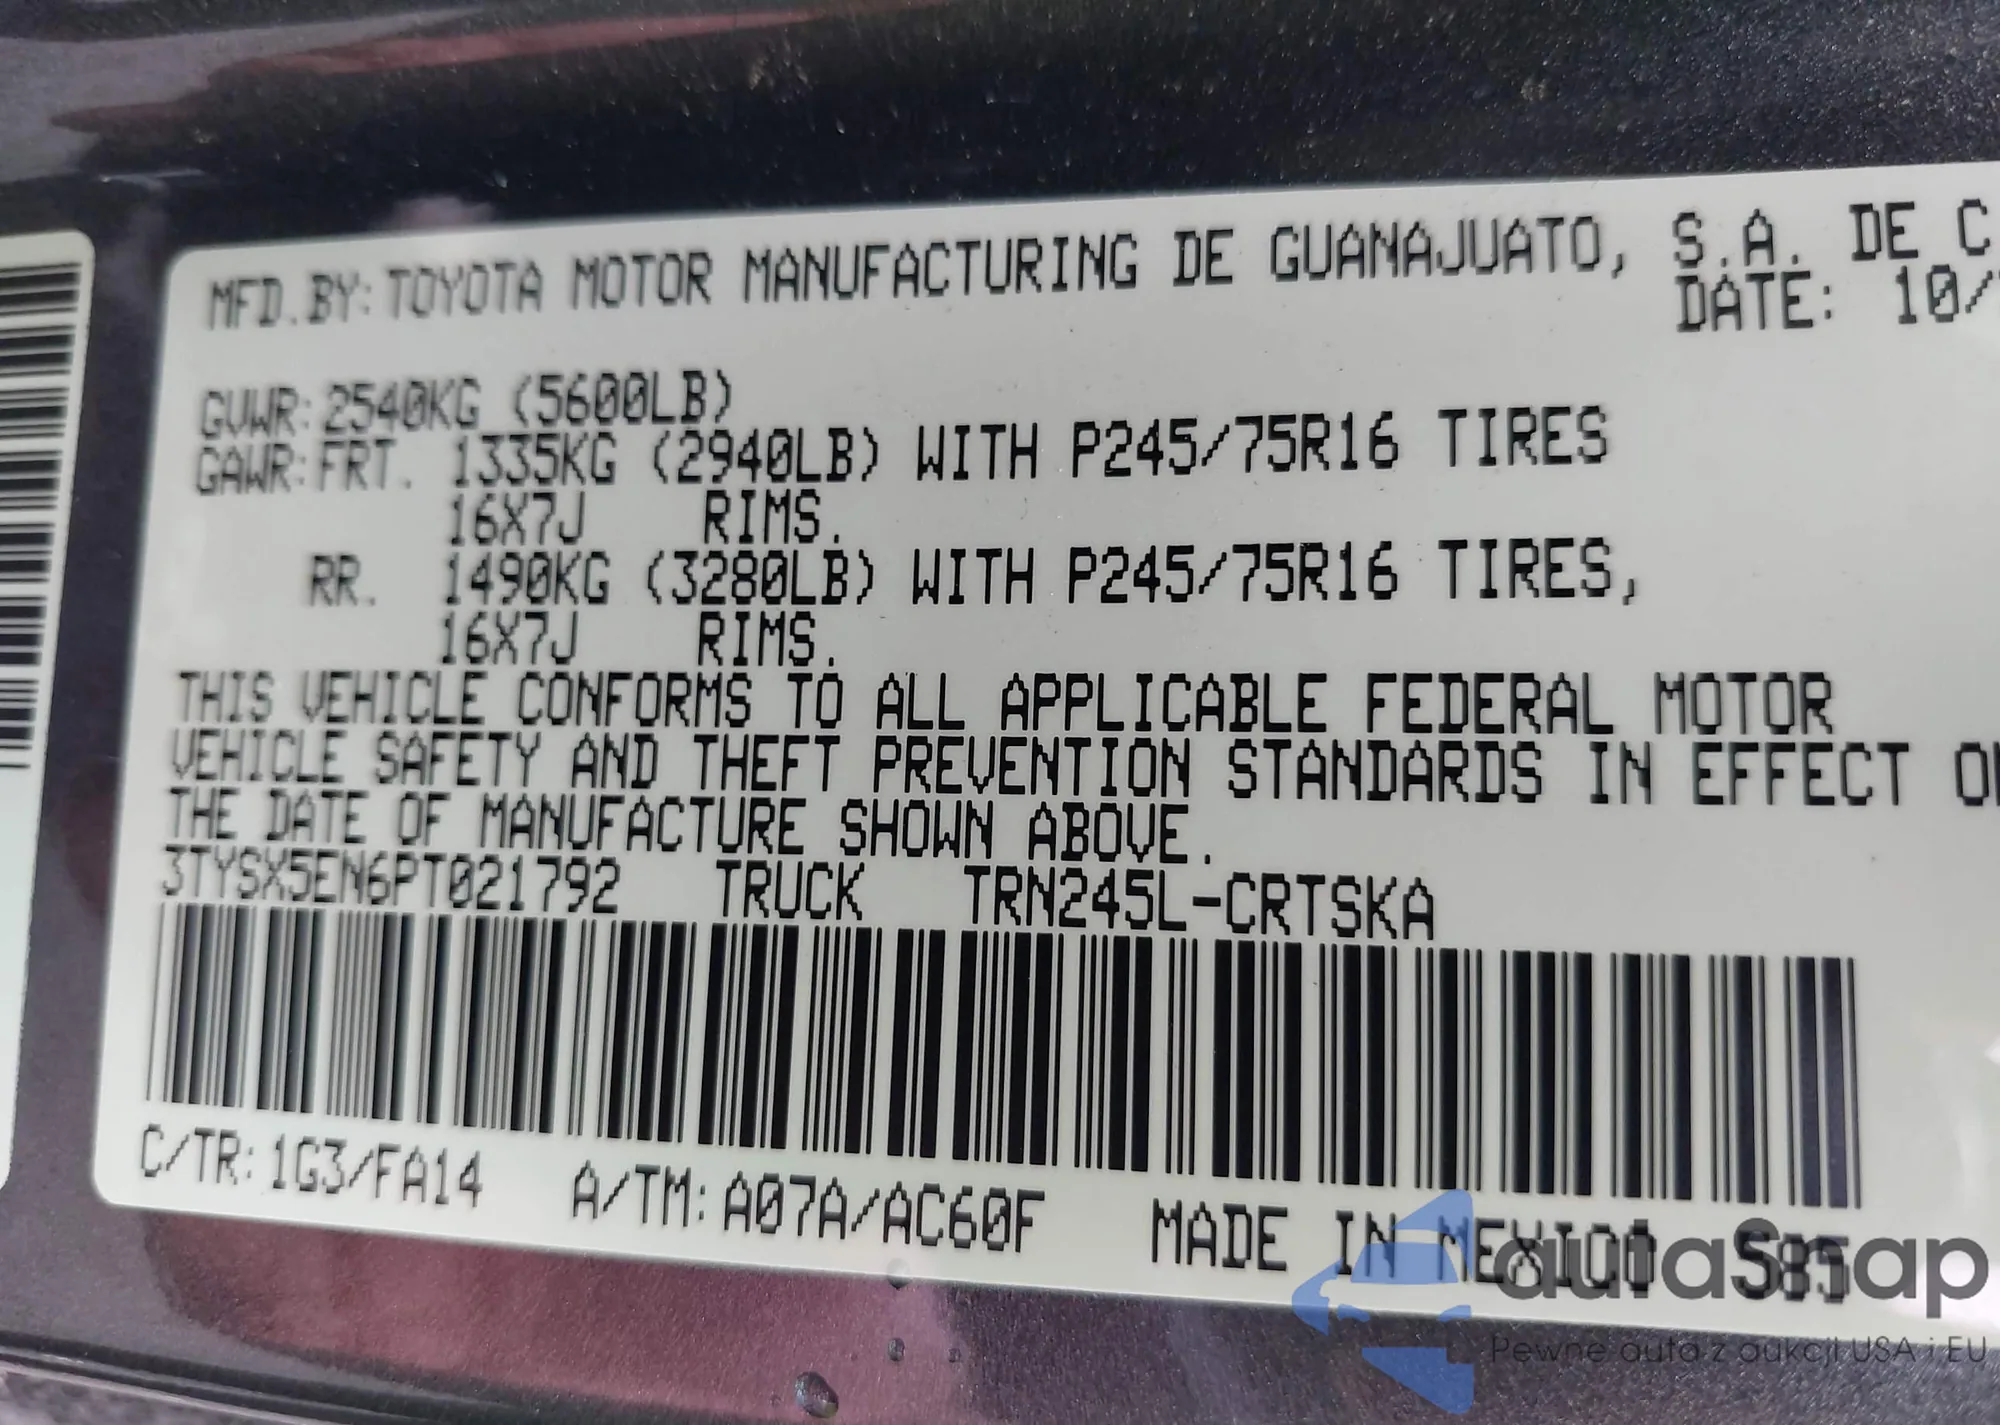 MFD.BY:TOYOTA MOTOR MANUFACTURING DE GUANAJUATO, S.A. DE C
DATE: 10/
GVWR:2540KG (5600LB)
GAWR:FRT. 1335KG (2940LB) WITH P245/75R16 TIRES
16X7J RIMS.
RR. 1490KG (3280LB) WITH P245/75R16 TIRES,
16X7J RIMS.
THIS VEHICLE CONFORMS TO ALL APPLICABLE FEDERAL MOTOR
VEHICLE SAFETY AND THEFT PREVENTION STANDARDS IN EFFECT ON
THE DATE OF MANUFACTURE SHOWN ABOVE.
3TYSX5EN6PT021792 TRUCK TRN245L-CRTSKA
C/TR:1G3/FA14 A/TM:A07A/AC60F MADE IN MEXICO
autaSnap
Pewne auta z aukcji USA i EU